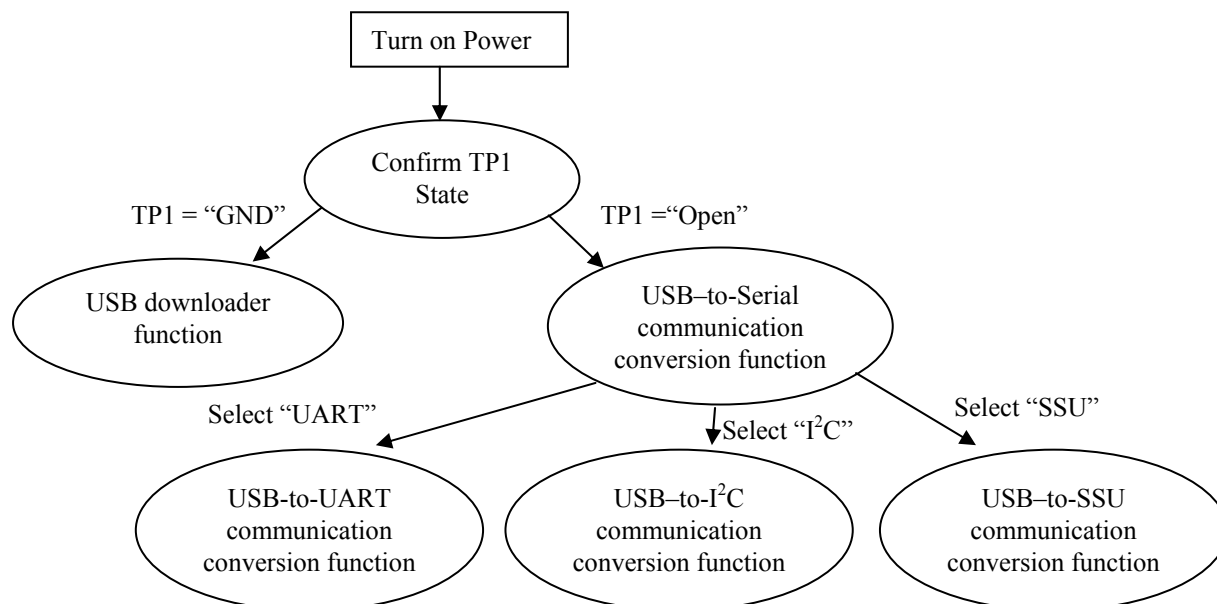 Turn on Power
Confirm TP1
State
TP1 = “GND”
TP1 =“Open”
USB downloader
function
USB–to-Serial
communication
conversion function
Select “UART”
Select “I²C”
Select “SSU”
USB-to-UART
communication
conversion function
USB–to-I²C
communication
conversion function
USB–to-SSU
communication
conversion function